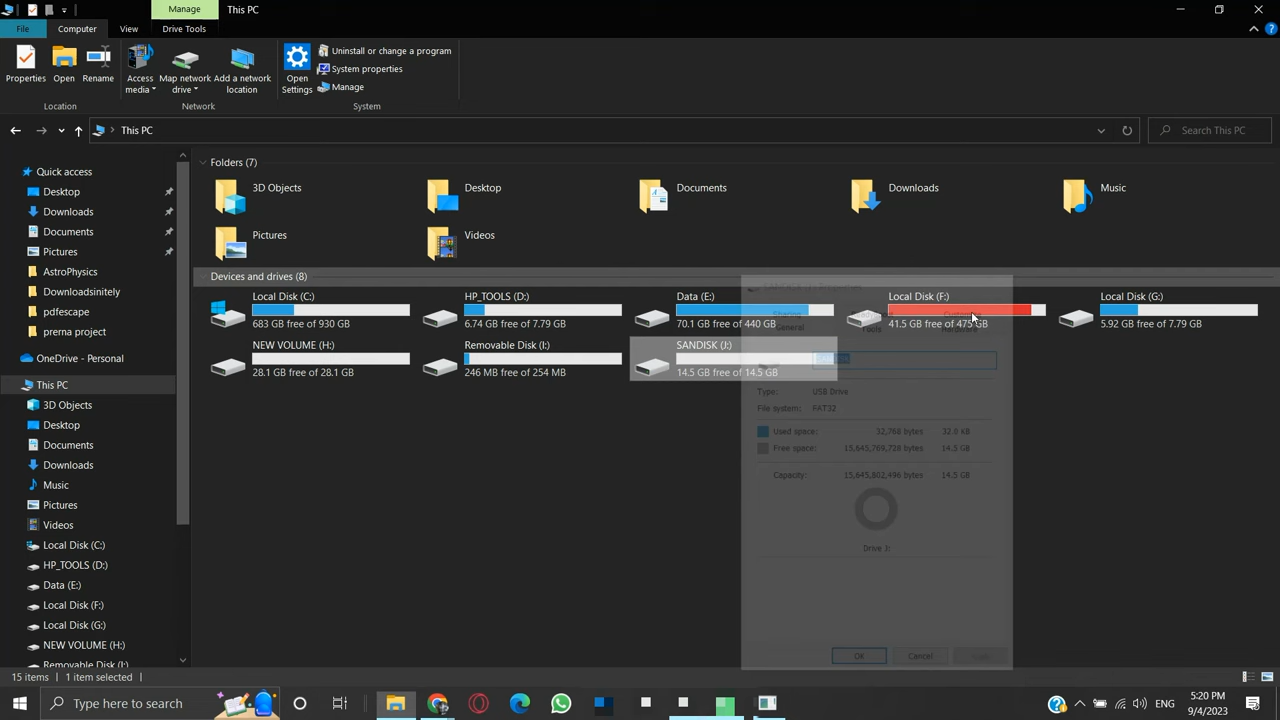 Manage
This PC
File
Computer
View
Drive Tools
Properties
Open
Rename
Access media
Map network drive
Add a network location
Open Settings
Uninstall or change a program
System properties
Manage
Location
Network
System
This PC
Search This PC
Quick access
Desktop
Downloads
Documents
Pictures
AstroPhysics
Downloadsinitely
pdfescape
prerna project
OneDrive - Personal
This PC
3D Objects
Desktop
Documents
Downloads
Music
Pictures
Videos
Local Disk (C:)
HP_TOOLS (D:)
Data (E:)
Local Disk (F:)
Local Disk (G:)
NEW VOLUME (H:)
Removable Disk (I:)
Folders (7)
3D Objects
Desktop
Documents
Downloads
Music
Pictures
Videos
Devices and drives (8)
Local Disk (C:)
683 GB free of 930 GB
HP_TOOLS (D:)
6.74 GB free of 7.79 GB
Data (E:)
70.1 GB free of 440 GB
Local Disk (F:)
41.5 GB free of 475 GB
Local Disk (G:)
5.92 GB free of 7.79 GB
NEW VOLUME (H:)
28.1 GB free of 28.1 GB
Removable Disk (I:)
246 MB free of 254 MB
SANDISK (J:)
14.5 GB free of 14.5 GB
Sharing
General
Tools
Hardware
Type: USB Drive
File system: FAT32
Used space: 32,768 bytes 32.0 KB
Free space: 15,645,769,728 bytes 14.5 GB
Capacity: 15,645,802,496 bytes 14.5 GB
Drive J:
OK
Cancel
15 items
1 item selected
Type here to search
ENG
5:20 PM
9/4/2023